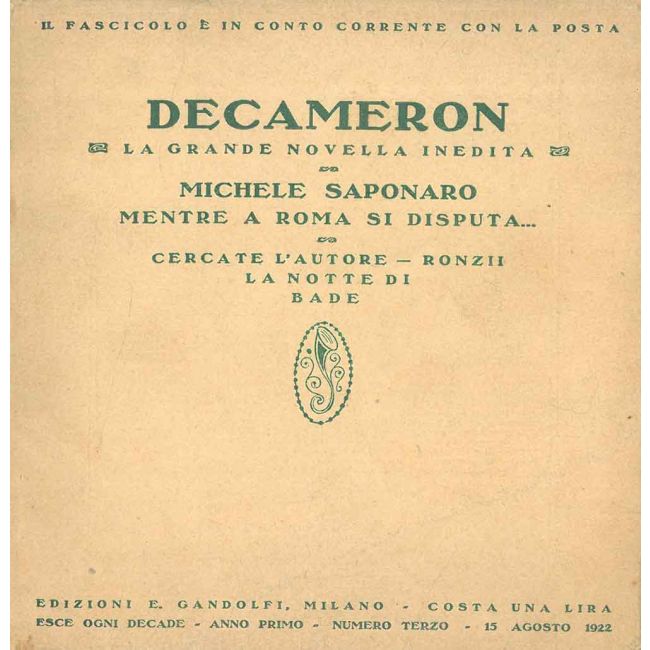 IL FASCICOLO È IN CONTO CORRENTE CON LA POSTA
DECAMERON
LA GRANDE NOVELLA INEDITA
MICHELE SAPONARO
MENTRE A ROMA SI DISPUTA...
CERCATE L'AUTORE — RONZII
LA NOTTE DI
BADE
EDIZIONI E. GANDOLFI, MILANO - COSTA UNA LIRA
ESCE OGNI DECADE - ANNO PRIMO - NUMERO TERZO - 15 AGOSTO 1922